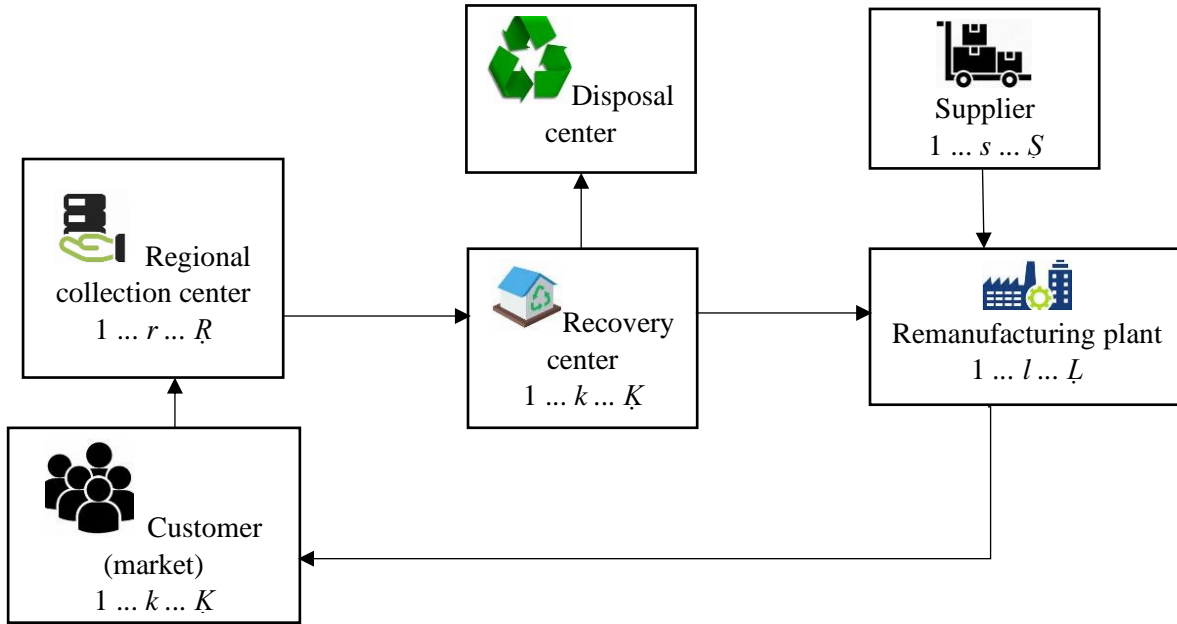 Disposal
center
Supplier
1 ... s ... Ṣ
Regional
collection center
1 ... r ... Ṛ
Recovery
center
1 ... k ... Ḳ
Remanufacturing plant
1 ... l ... Ḷ
Customer
(market)
1 ... k ... Ḳ